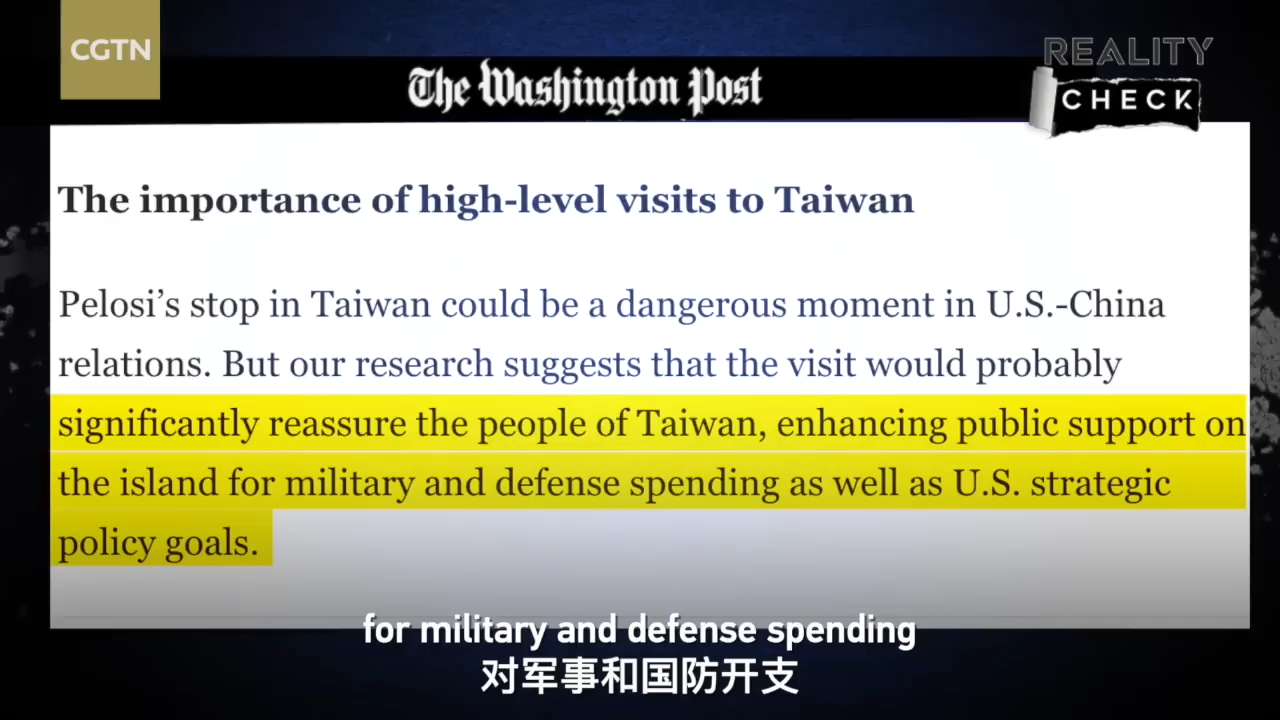 CGTN
REALITY
CHECK
The Washington Post
The importance of high-level visits to Taiwan
Pelosi’s stop in Taiwan could be a dangerous moment in U.S.-China
relations. But our research suggests that the visit would probably
significantly reassure the people of Taiwan, enhancing public support on
the island for military and defense spending as well as U.S. strategic
policy goals.
for military and defense spending
对军事和国防开支